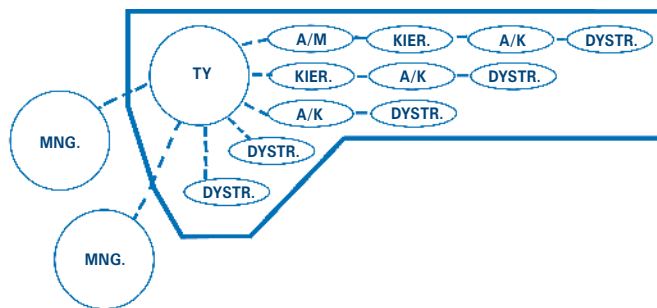 A/M KIER. A/K DYSTR.
TY KIER. A/K DYSTR.
A/K DYSTR.
MNG.
DYSTR.
DYSTR.
MNG.